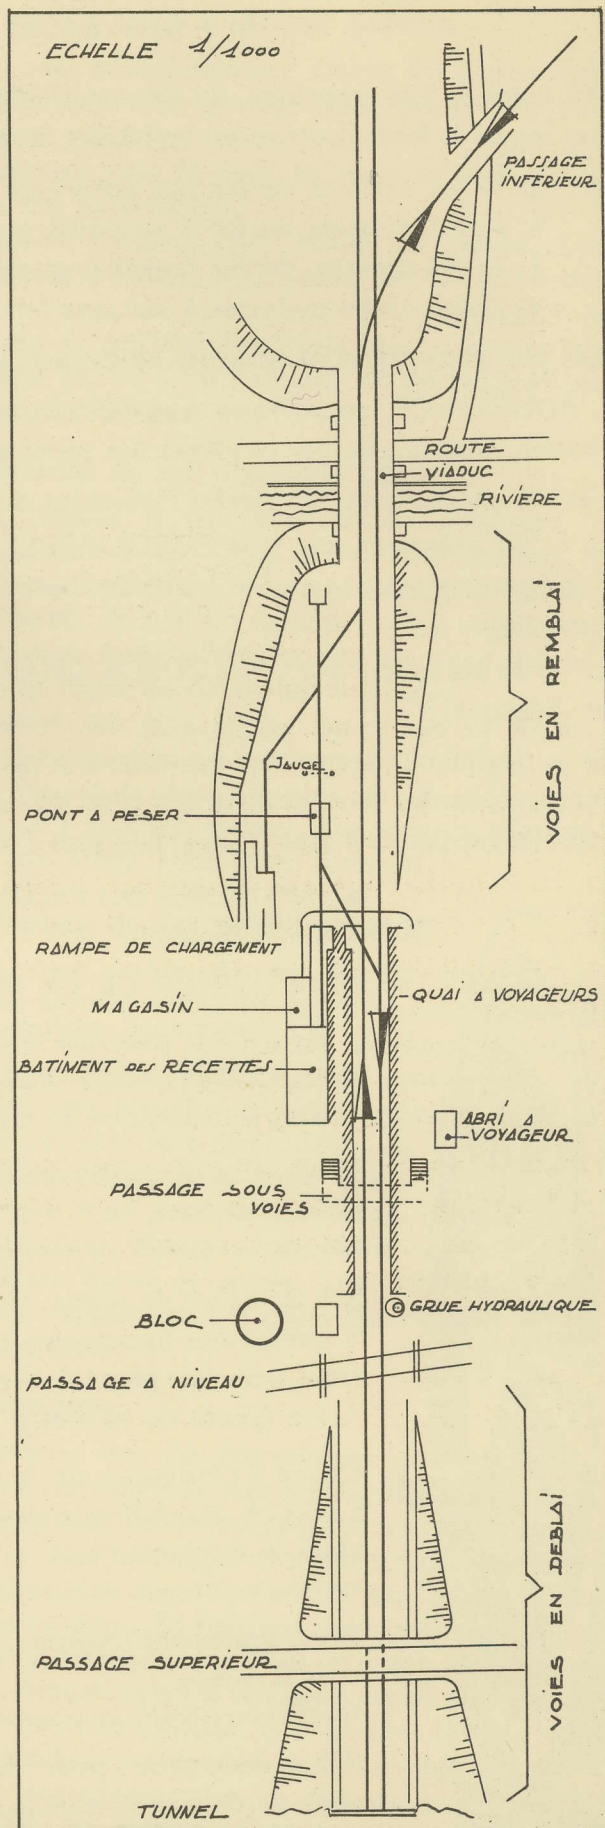 ECHELLE 1/1000
PASSAGE
INFÉRIEUR
ROUTE
VIADUC
RIVIERE
VOIES EN REMBLAI
JAUGE
PONT A PESER
RAMPE DE CHARGEMENT
QUAI A VOYAGEURS
MAGASIN
BATIMENT DES RECETTES
ABRI A
VOYAGEUR
PASSAGE SOUS
VOIES
BLOC
GRUE HYDRAULIQUE
PASSAGE A NIVEAU
VOIES EN DEBLAI
PASSAGE SUPERIEUR
TUNNEL